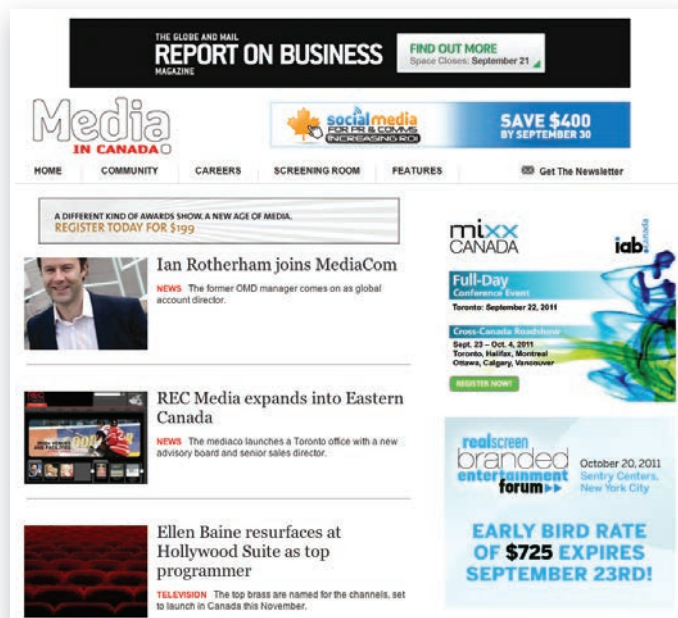 THE GLOBE AND MAIL
REPORT ON BUSINESS
MAGAZINE
FIND OUT MORE
Space Closes: September 21
Media
IN CANADA
socialmedia
FOR PR & COMMS
INCREASING ROI
SAVE $400
BY SEPTEMBER 30
HOME COMMUNITY CAREERS SCREENING ROOM FEATURES Get The Newsletter
A DIFFERENT KIND OF AWARDS SHOW. A NEW AGE OF MEDIA.
REGISTER TODAY FOR $199
Ian Rotherham joins MediaCom
NEWS The former OMD manager comes on as global
account director.
REC Media expands into Eastern
Canada
NEWS The mediaco launches a Toronto office with a new
advisory board and senior sales director.
Ellen Baine resurfaces at
Hollywood Suite as top
programmer
TELEVISION The top brass are named for the channels, set
to launch in Canada this November.
mixx
CANADA
iab.
canada
Full-Day
Conference Event
Toronto: September 22, 2011
Cross-Canada Roadshow
Sept. 23 – Oct. 4, 2011
Toronto, Halifax, Montreal
Ottawa, Calgary, Vancouver
REGISTER NOW!
realscreen
branded
entertainment
forum
October 20, 2011
Sentry Centers,
New York City
EARLY BIRD RATE
OF $725 EXPIRES
SEPTEMBER 23RD!